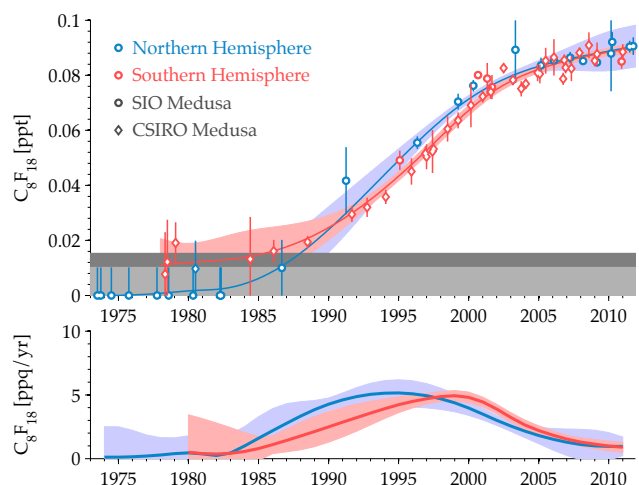 0.1
Northern Hemisphere
Southern Hemisphere
SIO Medusa
CSIRO Medusa
0.08
0.06
0.04
0.02
0
C₈F₁₈ [ppt]
1975 1980 1985 1990 1995 2000 2005 2010
10
5
0
C₈F₁₈ [ppq/yr]
1975 1980 1985 1990 1995 2000 2005 2010